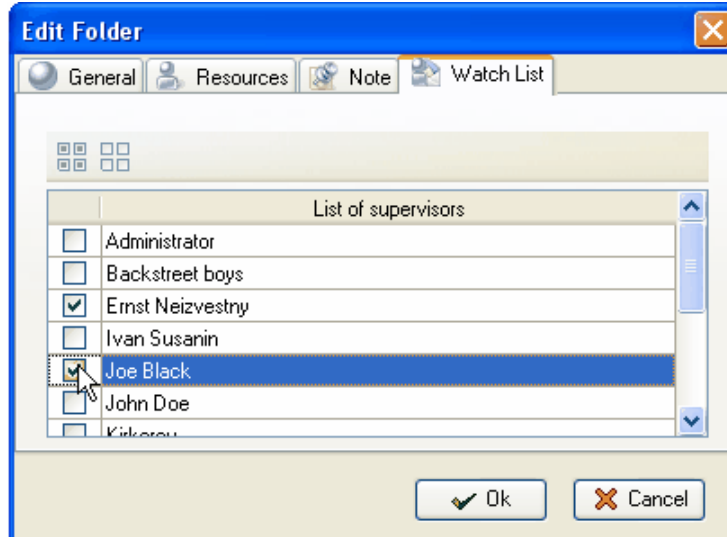 Edit Folder
General Resources Note Watch List
List of supervisors
Administrator
Backstreet boys
Ernst Neizvestny
Ivan Susanin
Joe Black
John Doe
Ok Cancel